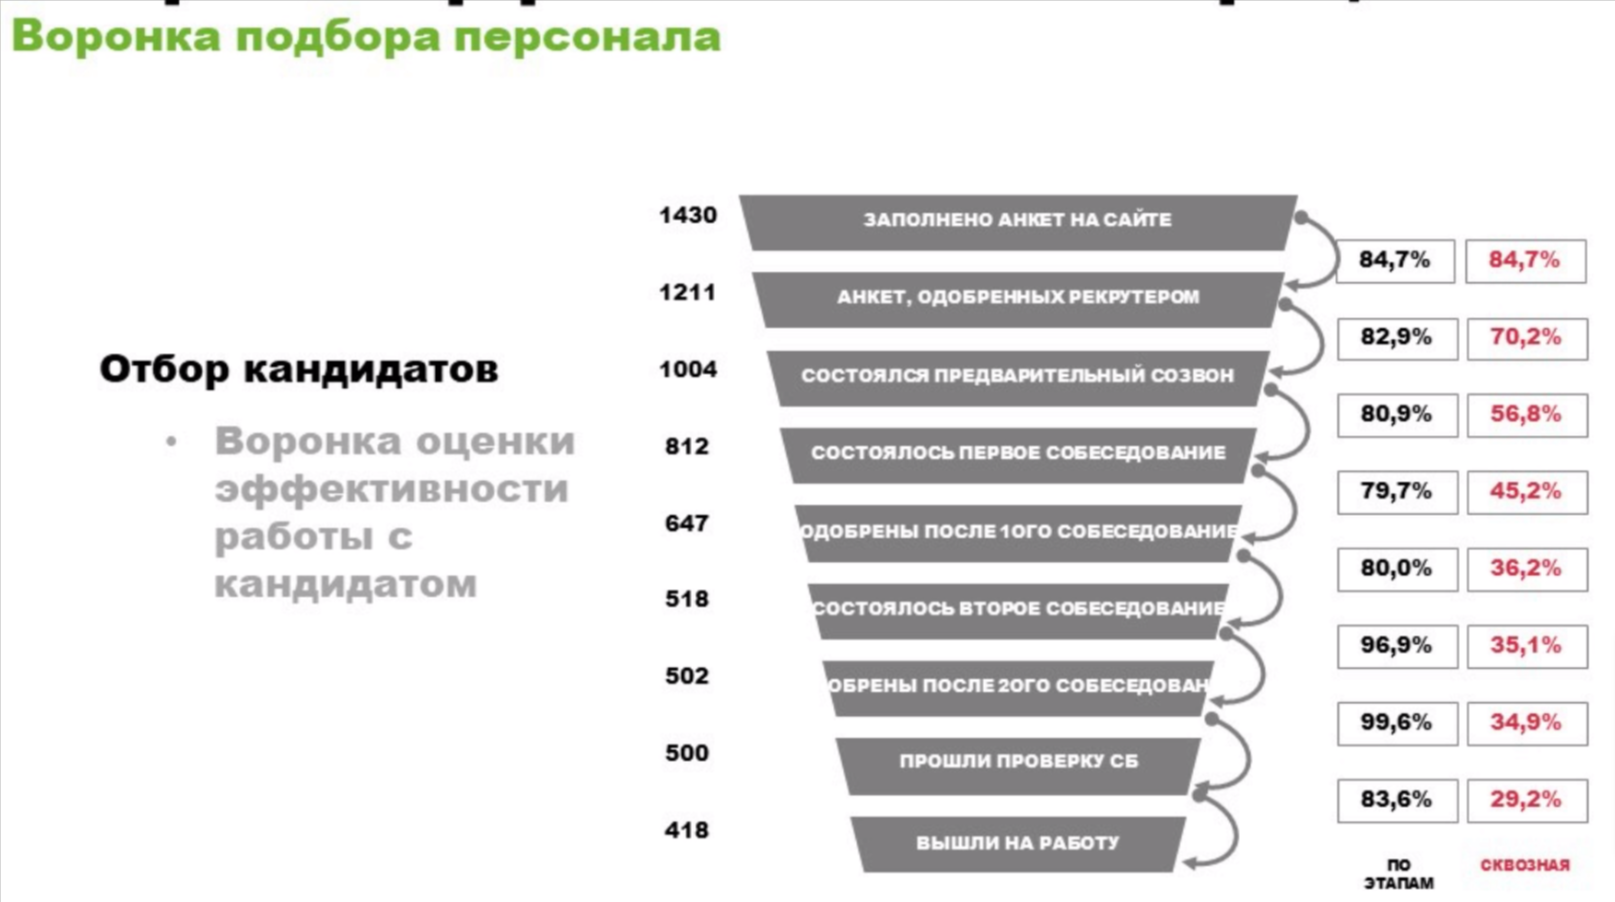 Воронка подбора персонала
Отбор кандидатов
• Воронка оценки
эффективности
работы с
кандидатом
1430 ЗАПОЛНЕНО АНКЕТ НА САЙТЕ
84,7% 84,7%
1211 АНКЕТ, ОДОБРЕННЫХ РЕКРУТЕРОМ
82,9% 70,2%
1004 СОСТОЯЛСЯ ПРЕДВАРИТЕЛЬНЫЙ СОЗВОН
80,9% 56,8%
812 СОСТОЯЛОСЬ ПЕРВОЕ СОБЕСЕДОВАНИЕ
79,7% 45,2%
647 ОДОБРЕНЫ ПОСЛЕ 1ОГО СОБЕСЕДОВАНИЕ
80,0% 36,2%
518 СОСТОЯЛОСЬ ВТОРОЕ СОБЕСЕДОВАНИЕ
96,9% 35,1%
502 ОБРЕНЫ ПОСЛЕ 2ОГО СОБЕСЕДОВАН
99,6% 34,9%
500 ПРОШЛИ ПРОВЕРКУ СБ
83,6% 29,2%
418 ВЫШЛИ НА РАБОТУ
ПО
ЭТАПАМ
СКВОЗНАЯ